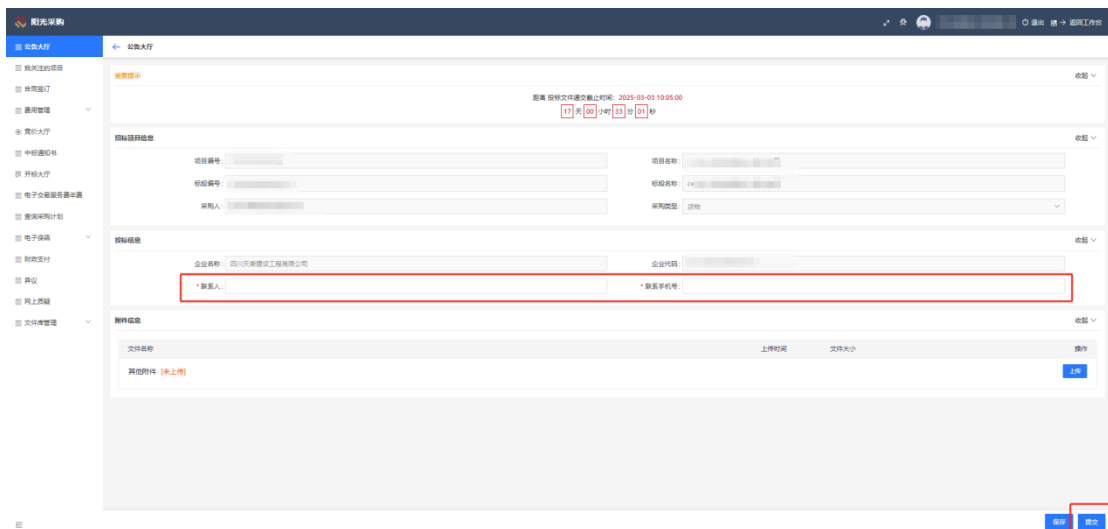 阳光采购
退出
返回工作台
公告大厅
← 公告大厅
我关注的项目
合同签订
费用管理
竞价大厅
中标通知书
开标大厅
电子交易服务费年费
查询采购计划
电子保函
财政支付
异议
网上质疑
文件库管理
重要提示
收起
距离 投标文件递交截止时间: 2025-03-03 10:05:00
17 天 00 小时 33 分 01 秒
招标项目信息
收起
项目编号:
项目名称:
标段编号:
标段名称:
采购人:
采购类型: 货物
投标信息
收起
企业名称:
企业代码:
* 联系人:
* 联系手机号:
附件信息
收起
文件名称 上传时间 文件大小 操作
其他附件 [未上传] 上传
保存 提交